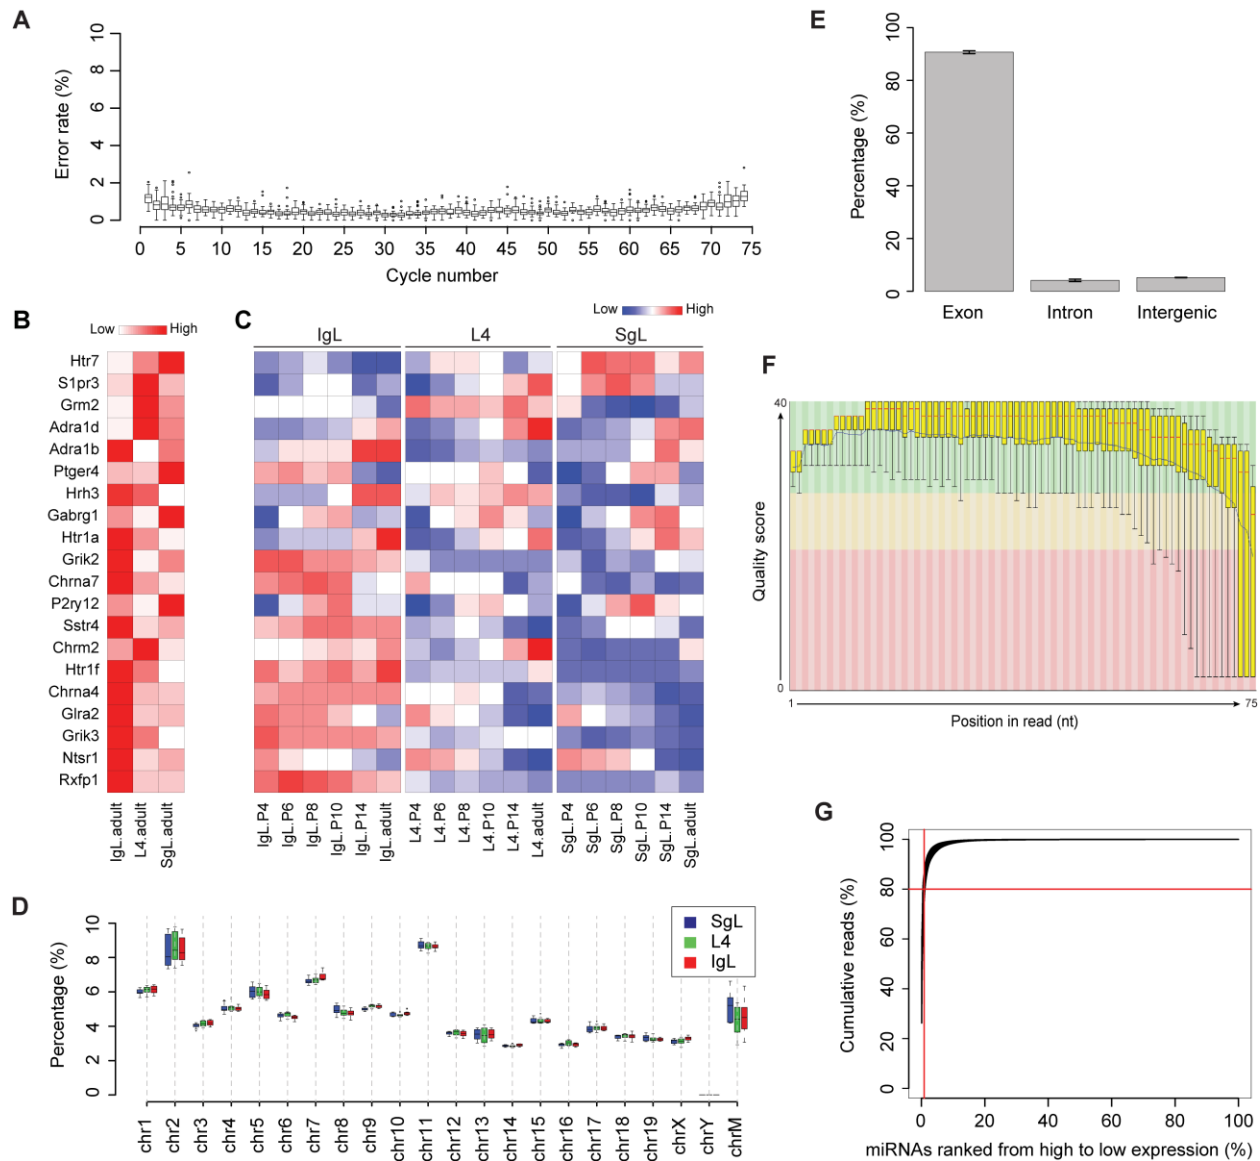 A
Error rate (%)
10
8
6
4
2
0
0 5 10 15 20 25 30 35 40 45 50 55 60 65 70 75
Cycle number
B
Low High
Htr7
S1pr3
Grm2
Adra1d
Adra1b
Ptger4
Hrh3
Gabrg1
Htr1a
Grik2
Chrna7
P2ry12
Sstr4
Chrm2
Htr1f
Chrna4
Glra2
Grik3
Ntsr1
Rxfp1
IgL.adult
L4.adult
SgL.adult
C
Low High
IgL L4 SgL
IgL.P4
IgL.P6
IgL.P8
IgL.P10
IgL.P14
IgL.adult
L4.P4
L4.P6
L4.P8
L4.P10
L4.P14
L4.adult
SgL.P4
SgL.P6
SgL.P8
SgL.P10
SgL.P14
SgL.adult
D
Percentage (%)
10
8
6
4
2
0
SgL
L4
IgL
chr1
chr2
chr3
chr4
chr5
chr6
chr7
chr8
chr9
chr10
chr11
chr12
chr13
chr14
chr15
chr16
chr17
chr18
chr19
chrX
chrY
chrM
E
Percentage (%)
100
80
60
40
20
0
Exon Intron Intergenic
F
Quality score
40
0
1 75
Position in read (nt)
G
Cumulative reads (%)
100
80
60
40
20
0
0 20 40 60 80 100
miRNAs ranked from high to low expression (%)